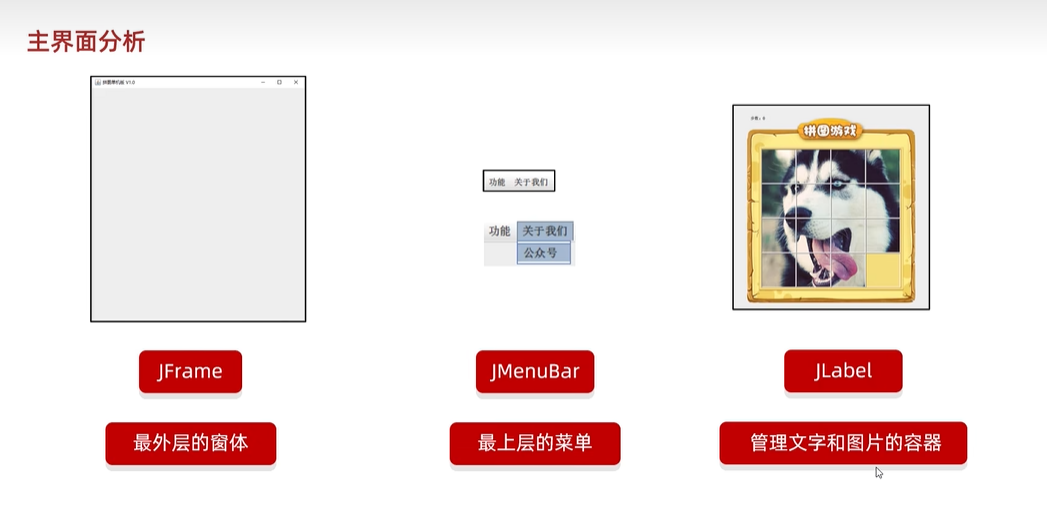 主界面分析
拼图单机版 V1.0
功能 关于我们
功能 关于我们
公众号
步数：0
拼图游戏
JFrame
JMenuBar
JLabel
最外层的窗体
最上层的菜单
管理文字和图片的容器